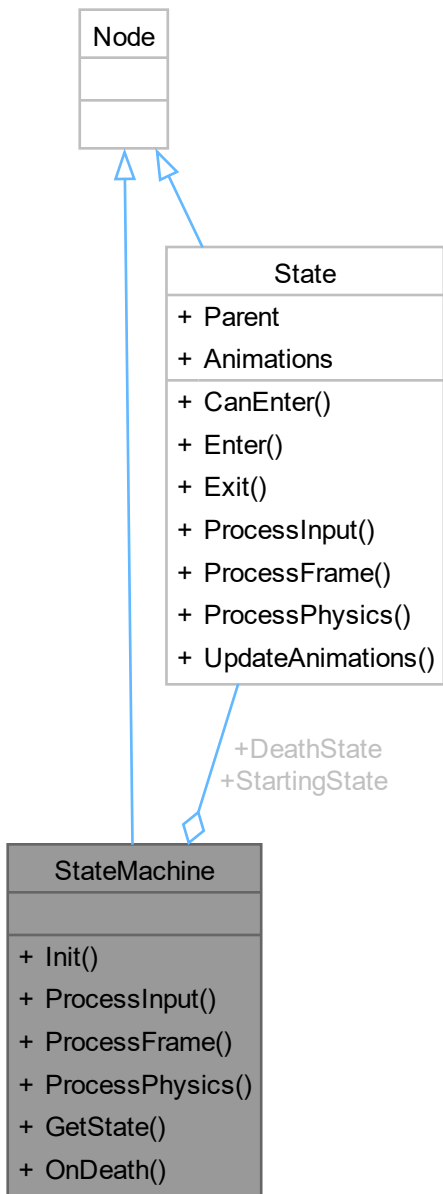 Node
State
+ Parent
+ Animations
+ CanEnter()
+ Enter()
+ Exit()
+ ProcessInput()
+ ProcessFrame()
+ ProcessPhysics()
+ UpdateAnimations()
+DeathState
+StartingState
StateMachine
+ Init()
+ ProcessInput()
+ ProcessFrame()
+ ProcessPhysics()
+ GetState()
+ OnDeath()